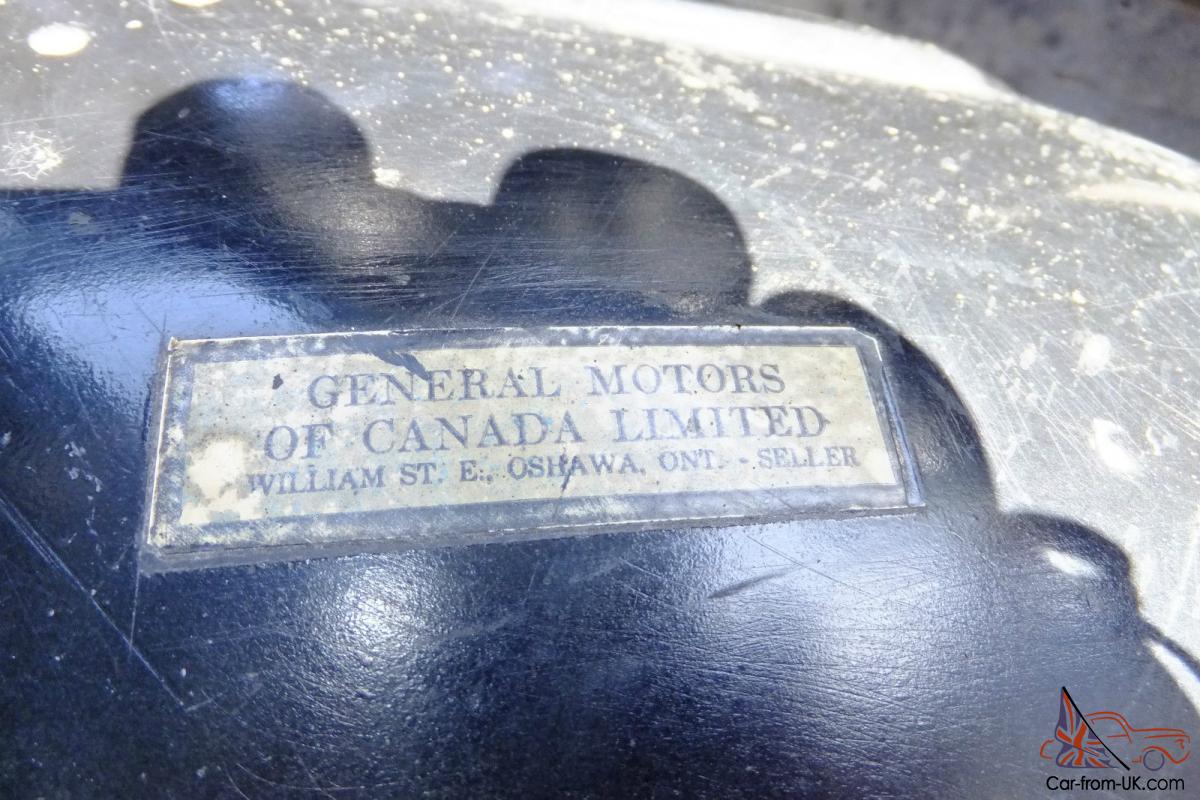 GENERAL MOTORS
OF CANADA LIMITED
WILLIAM ST. E., OSHAWA, ONT. - SELLER
Car-from-UK.com